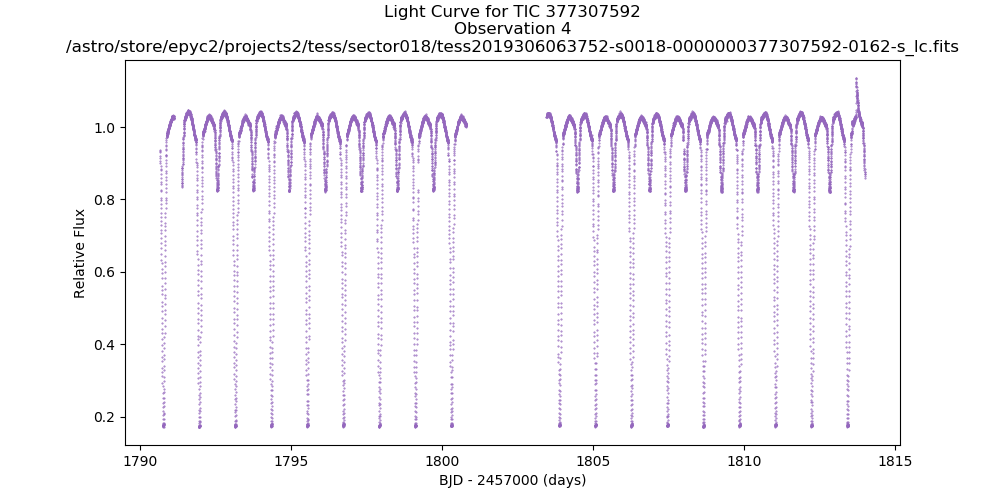 Light Curve for TIC 377307592
Observation 4
/astro/store/epyc2/projects2/tess/sector018/tess2019306063752-s0018-0000000377307592-0162-s_lc.fits
1.0
0.8
0.6
0.4
0.2
Relative Flux
1790 1795 1800 1805 1810 1815
BJD - 2457000 (days)